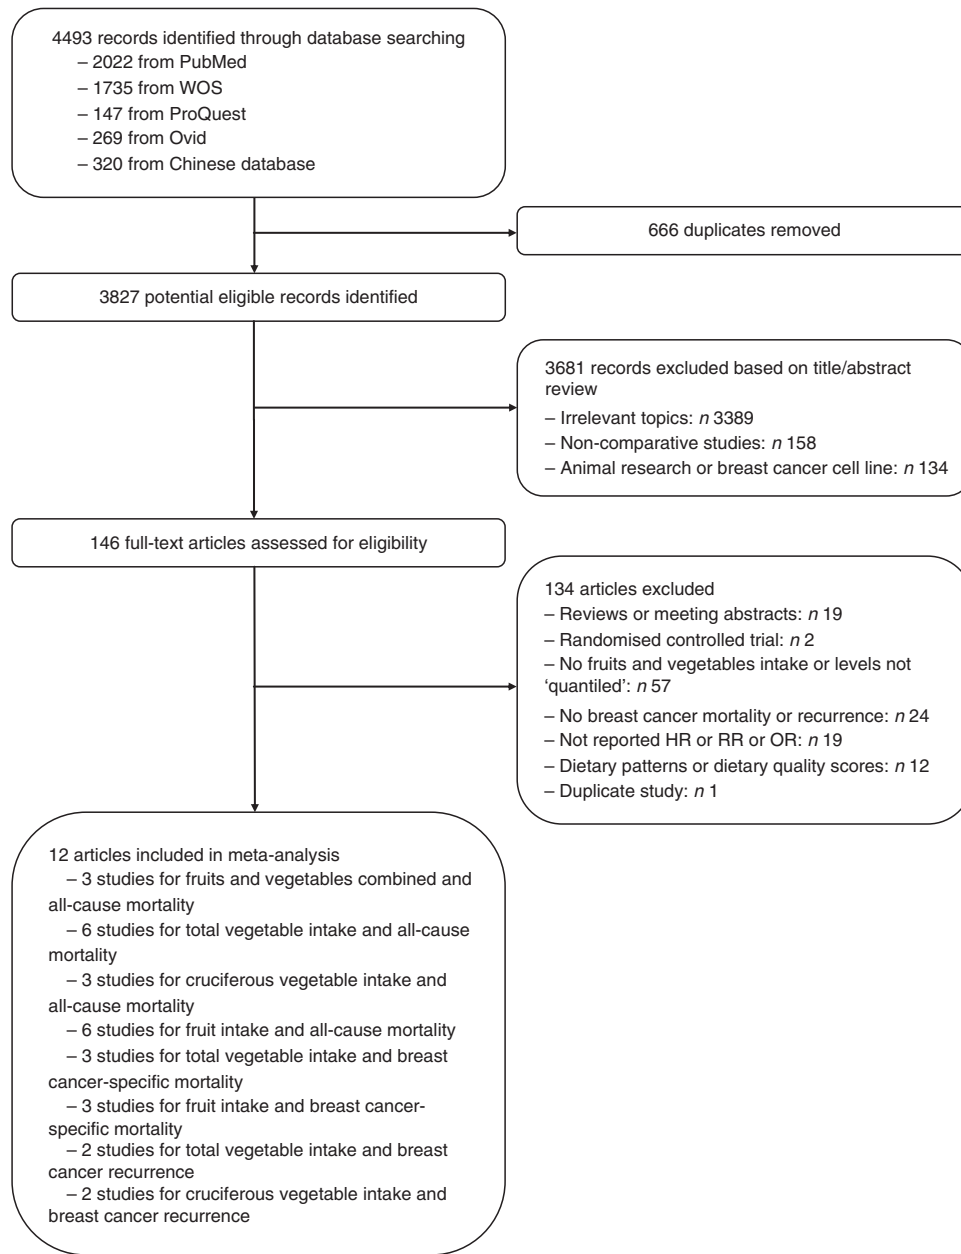 4493 records identified through database searching
– 2022 from PubMed
– 1735 from WOS
– 147 from ProQuest
– 269 from Ovid
– 320 from Chinese database
666 duplicates removed
3827 potential eligible records identified
3681 records excluded based on title/abstract
review
– Irrelevant topics: n 3389
– Non-comparative studies: n 158
– Animal research or breast cancer cell line: n 134
146 full-text articles assessed for eligibility
134 articles excluded
– Reviews or meeting abstracts: n 19
– Randomised controlled trial: n 2
– No fruits and vegetables intake or levels not
‘quantiled’: n 57
– No breast cancer mortality or recurrence: n 24
– Not reported HR or RR or OR: n 19
– Dietary patterns or dietary quality scores: n 12
– Duplicate study: n 1
12 articles included in meta-analysis
– 3 studies for fruits and vegetables combined and
all-cause mortality
– 6 studies for total vegetable intake and all-cause
mortality
– 3 studies for cruciferous vegetable intake and
all-cause mortality
– 6 studies for fruit intake and all-cause mortality
– 3 studies for total vegetable intake and breast
cancer-specific mortality
– 3 studies for fruit intake and breast cancer-
specific mortality
– 2 studies for total vegetable intake and breast
cancer recurrence
– 2 studies for cruciferous vegetable intake and
breast cancer recurrence